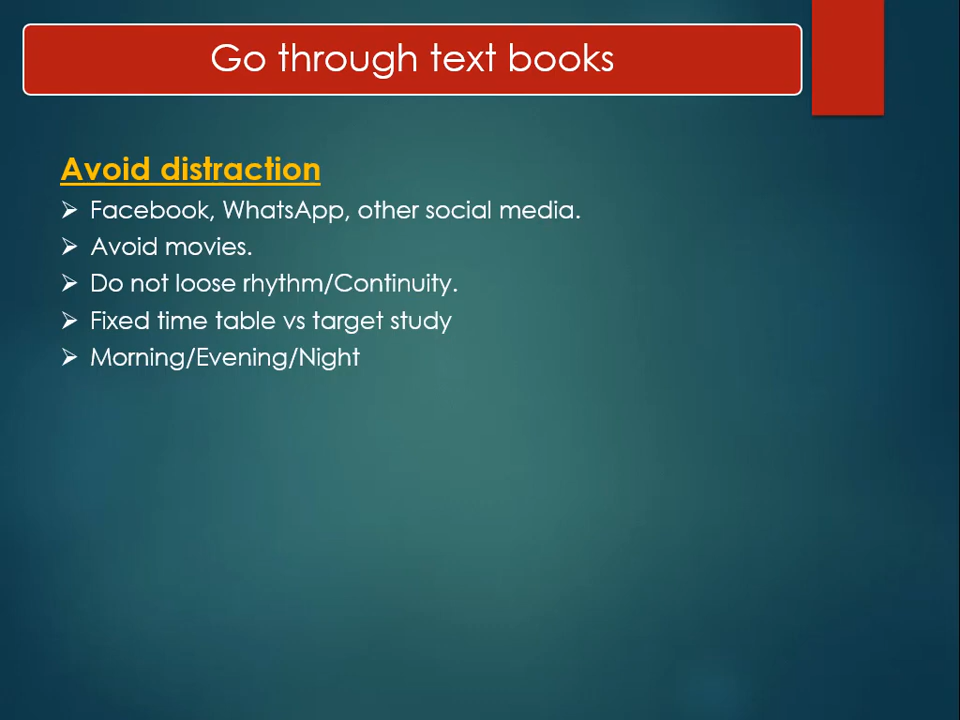 Go through text books
Avoid distraction
Facebook, WhatsApp, other social media.
Avoid movies.
Do not loose rhythm/Continuity.
Fixed time table vs target study
Morning/Evening/Night